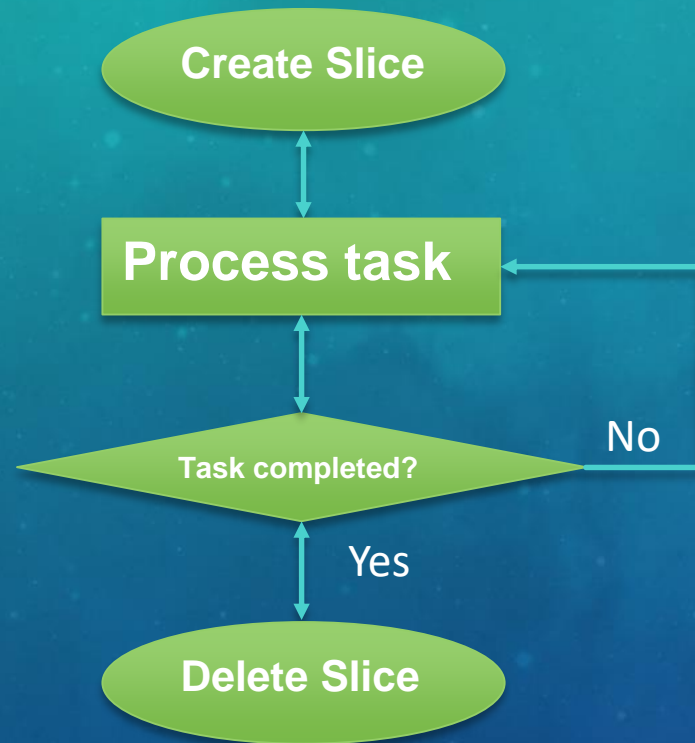 Create Slice
Process task
Task completed?
No
Yes
Delete Slice